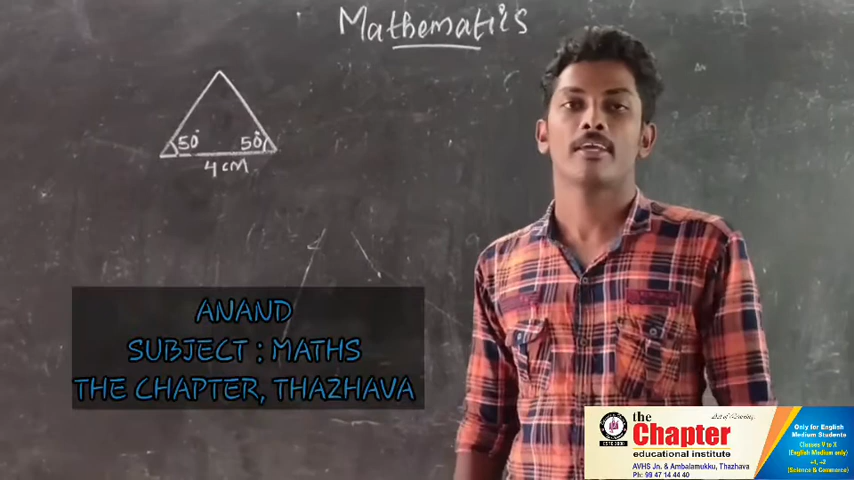 Mathematics
50°
50°
4 cm
ANAND
SUBJECT : MATHS
THE CHAPTER, THAZHAVA
the
Chapter
educational institute
AVHS Jn. & Ambalamukku, Thazhava
Ph: 99 47 14 44 40
Only for English
Medium Students
Classes V to X
(English Medium only)
+1, +2
(Science & Commerce)